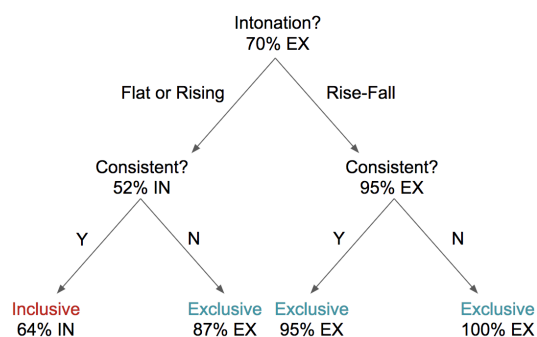 Intonation?
70% EX
Flat or Rising
Rise-Fall
Consistent?
52% IN
Consistent?
95% EX
Y
N
Y
N
Inclusive
64% IN
Exclusive
87% EX
Exclusive
95% EX
Exclusive
100% EX